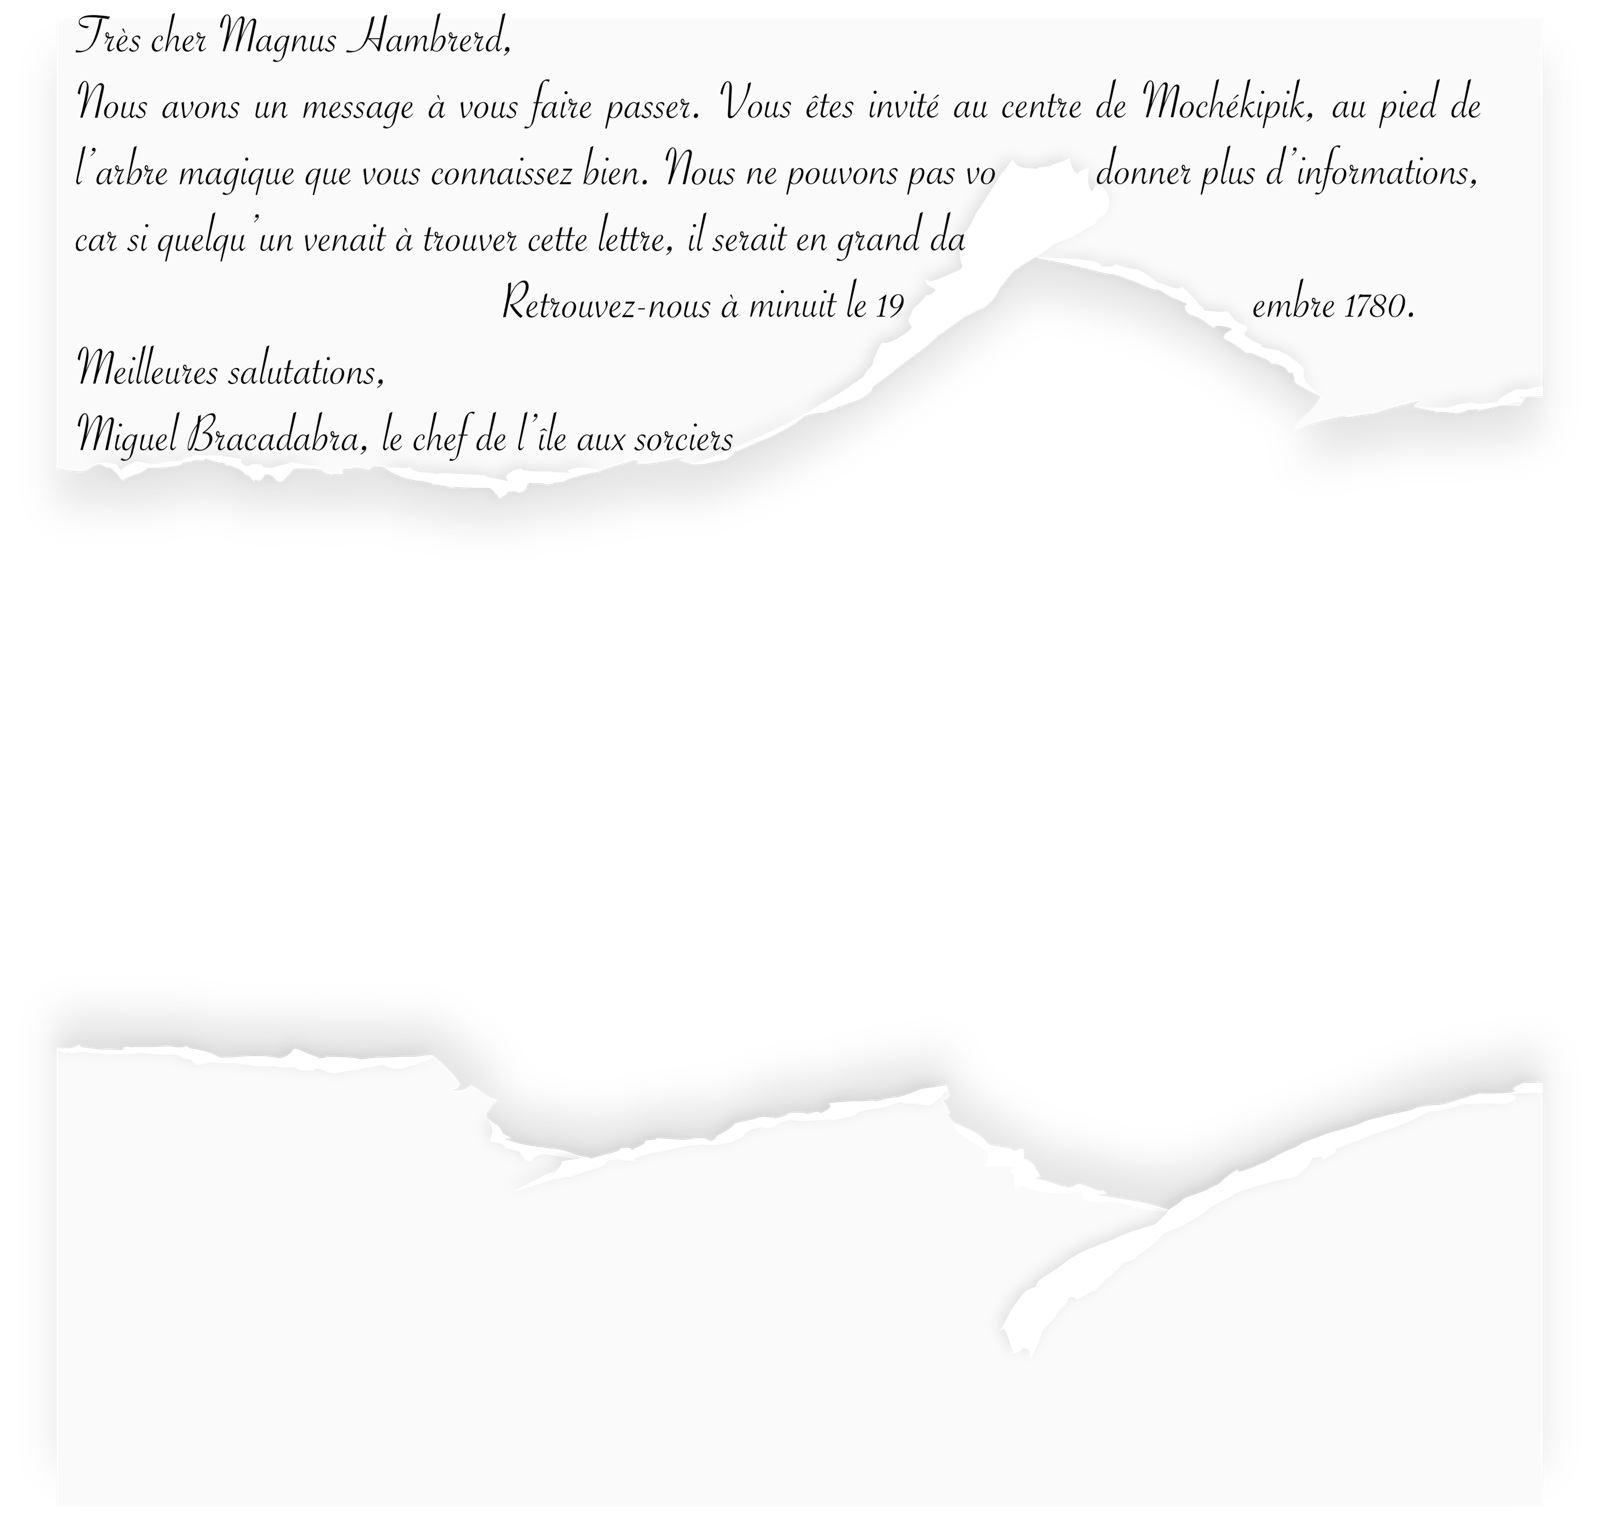 Très cher Magnus Hambrerd,
Nous avons un message à vous faire passer. Vous êtes invité au centre de Mochékipik, au pied de
l'arbre magique que vous connaissez bien. Nous ne pouvons pas vo donner plus d'informations,
car si quelqu'un venait à trouver cette lettre, il serait en grand da
Retrouvez-nous à minuit le 19 embre 1780.
Meilleures salutations,
Miguel Bracadabra, le chef de l'île aux sorciers